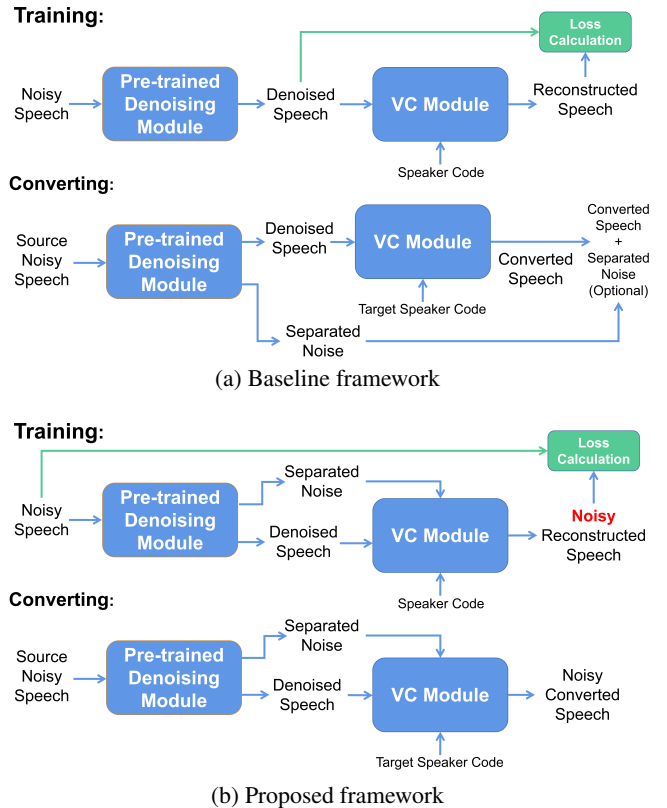 Training:
Loss
Calculation
Noisy
Speech
Pre-trained
Denoising
Module
Denoised
Speech
VC Module
Reconstructed
Speech
Speaker Code
Converting:
Source
Noisy
Speech
Pre-trained
Denoising
Module
Denoised
Speech
VC Module
Converted
Speech
Converted
Speech
+
Separated
Noise
(Optional)
Target Speaker Code
Separated
Noise
(a) Baseline framework
Training:
Loss
Calculation
Noisy
Speech
Pre-trained
Denoising
Module
Separated
Noise
Denoised
Speech
VC Module
Noisy
Reconstructed
Speech
Speaker Code
Converting:
Source
Noisy
Speech
Pre-trained
Denoising
Module
Separated
Noise
Denoised
Speech
VC Module
Noisy
Converted
Speech
Target Speaker Code
(b) Proposed framework